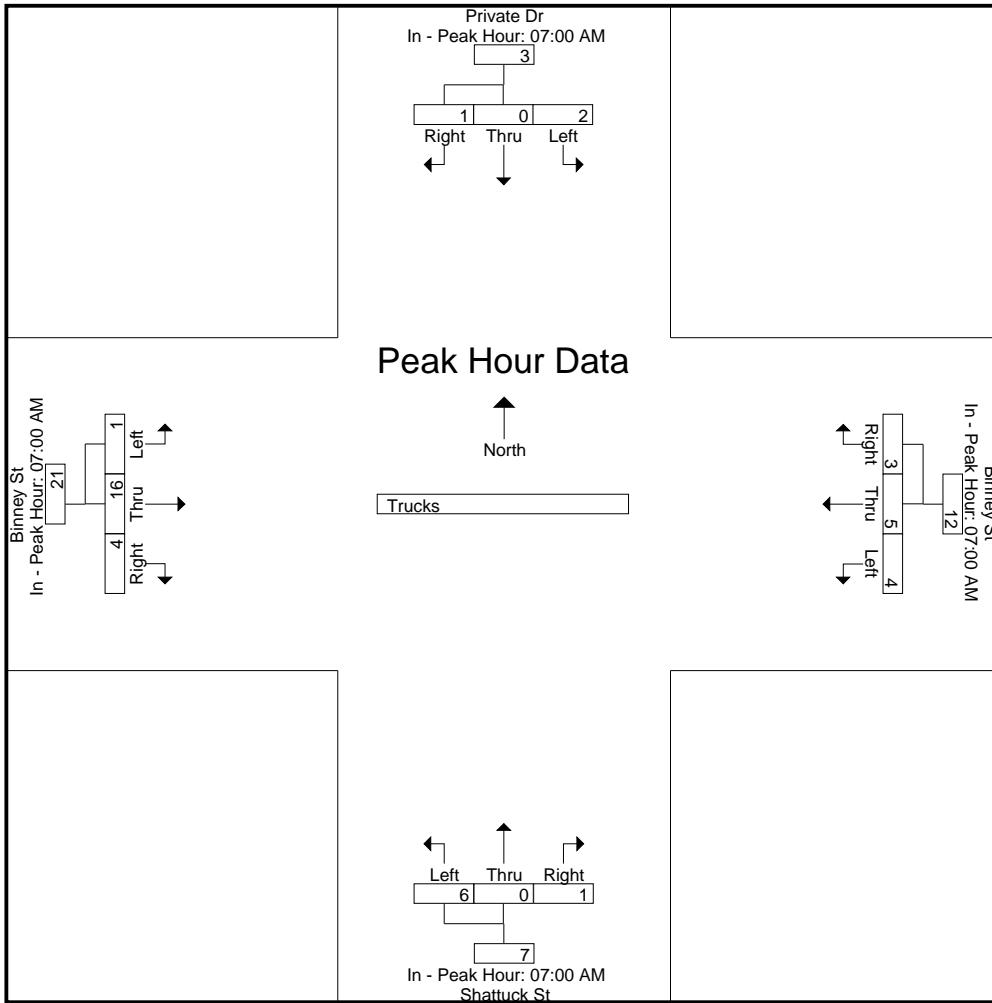 Private Dr
In - Peak Hour: 07:00 AM
3
1 0 2
Right Thru Left
Peak Hour Data
North
Trucks
Binney St
In - Peak Hour: 07:00 AM
21
1 16 4
Left Thru Right
Binney St
In - Peak Hour: 07:00 AM
12
3 5 4
Right Thru Left
Left Thru Right
6 0 1
7
In - Peak Hour: 07:00 AM
Shattuck St